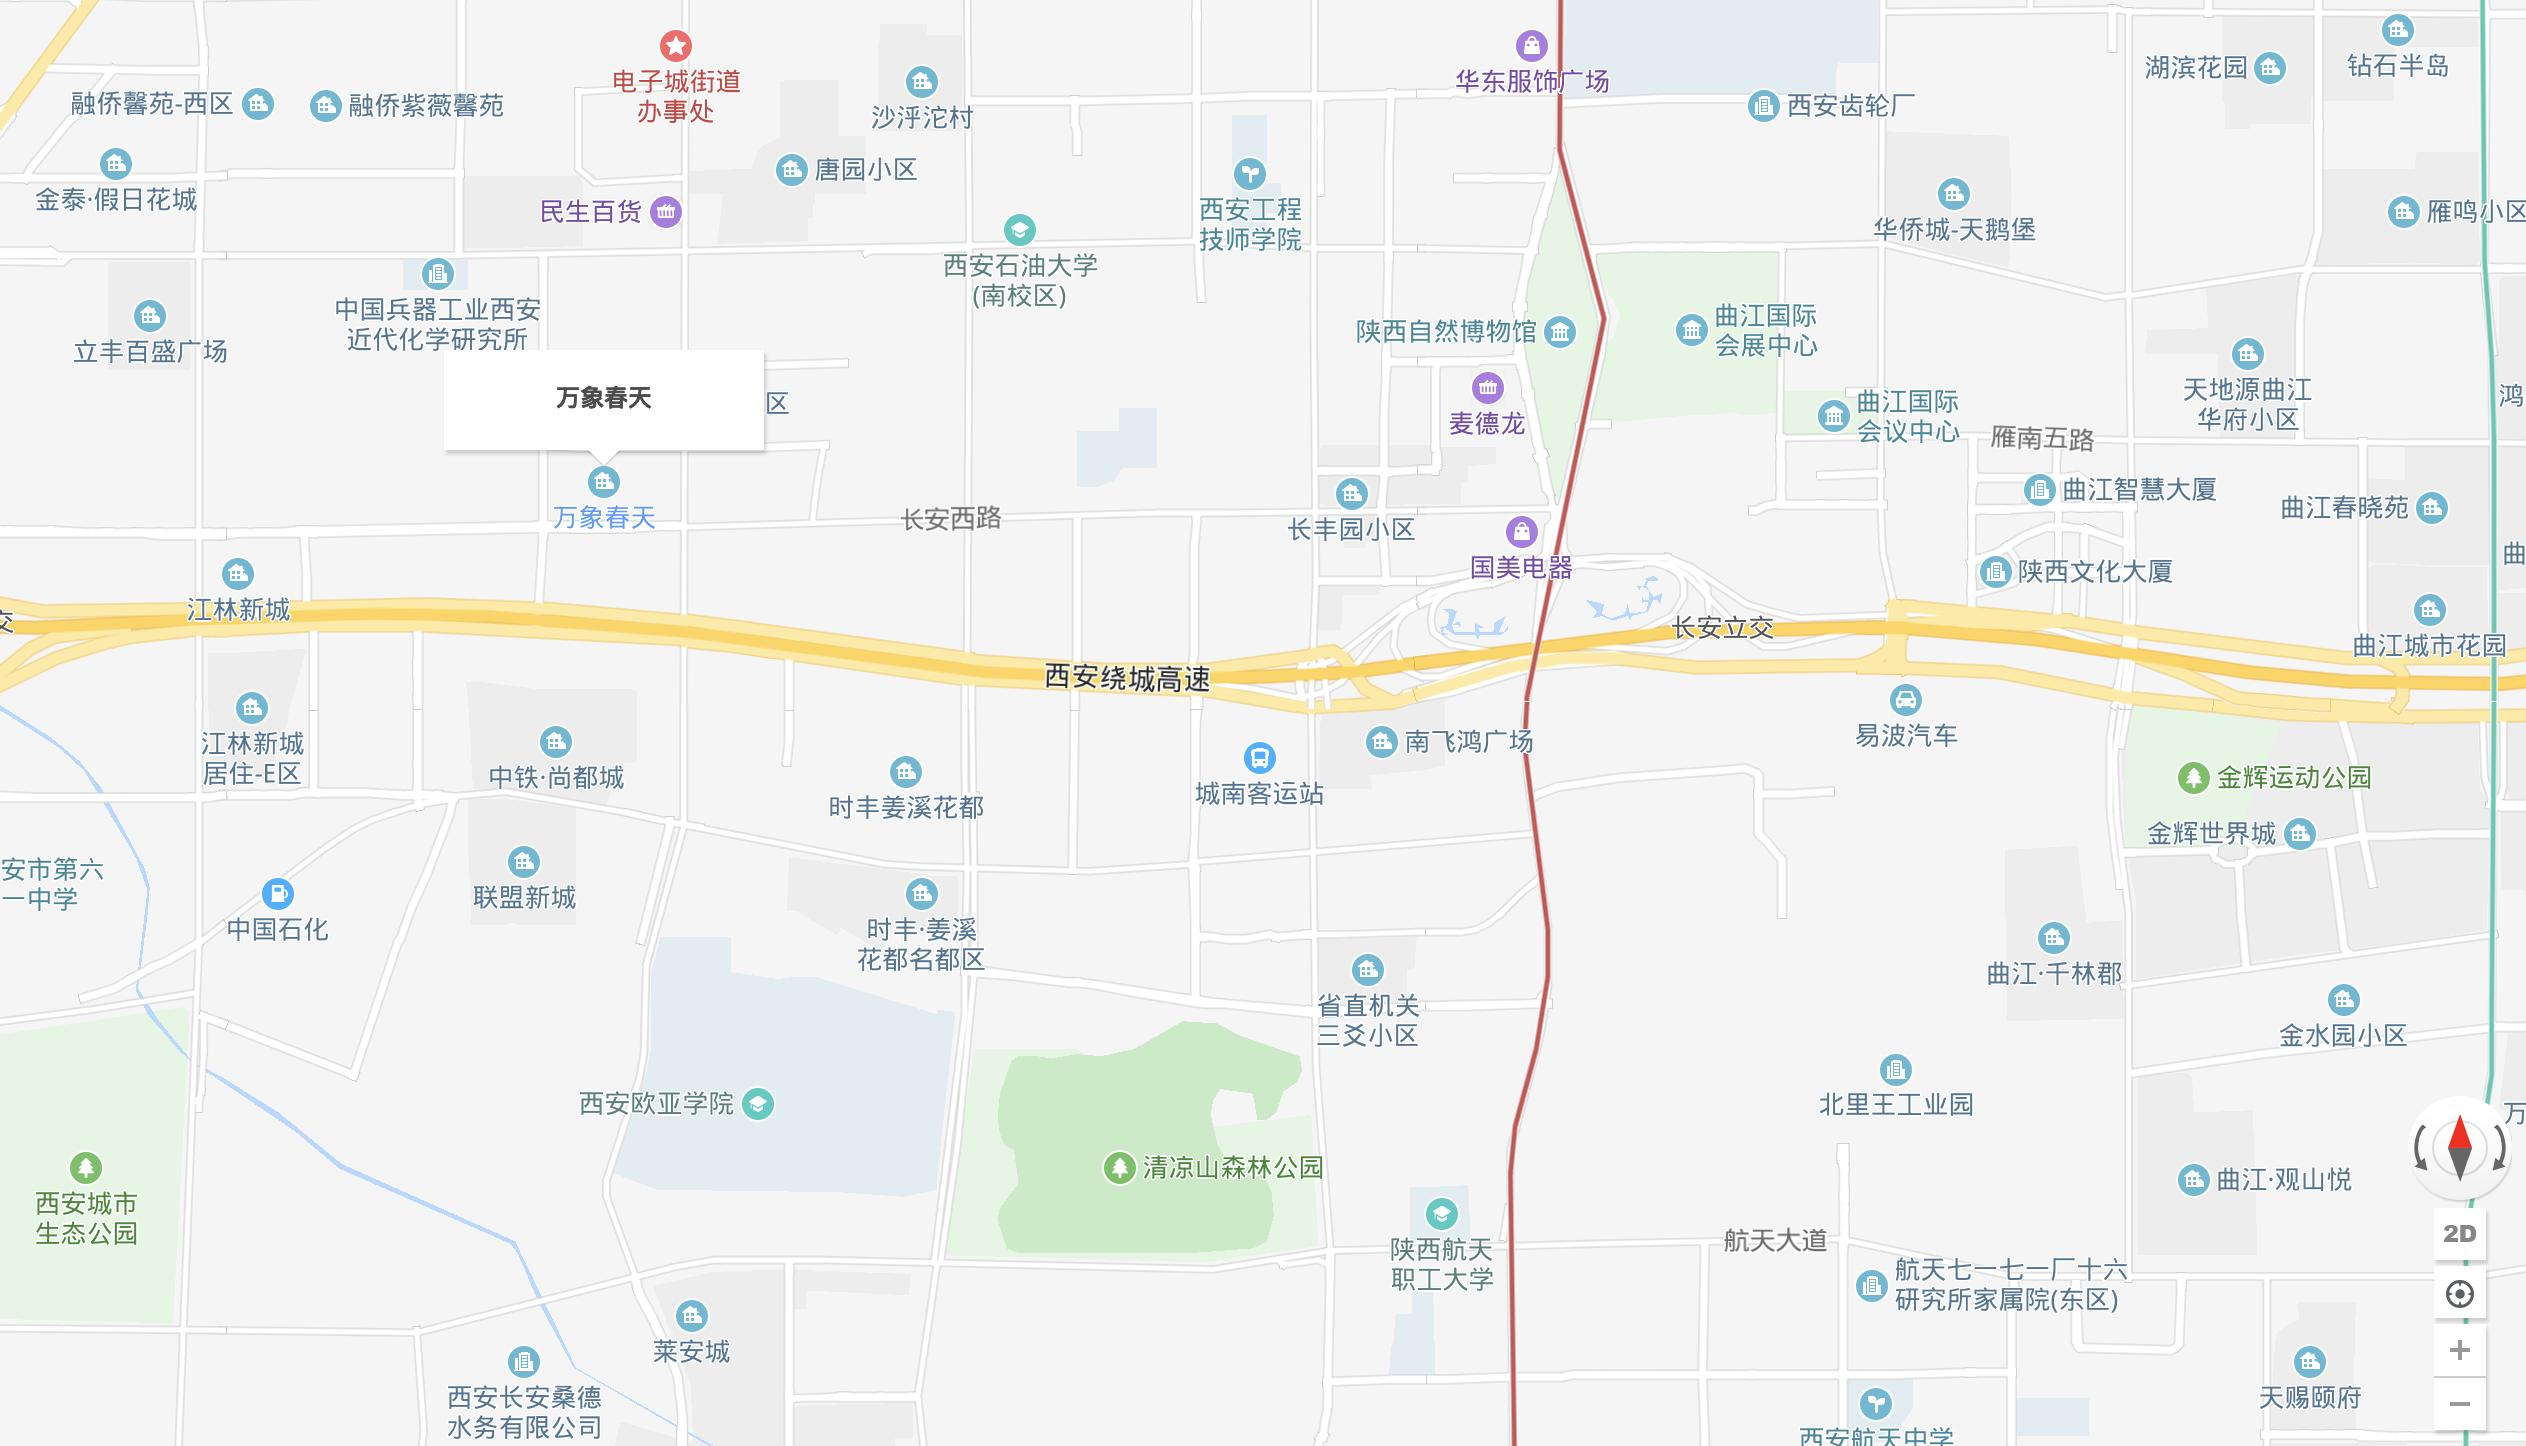 电子城街道
办事处
沙泘沱村
华东服饰广场
湖滨花园
钻石半岛
融侨馨苑-西区
融侨紫薇馨苑
西安齿轮厂
唐园小区
金泰·假日花城
民生百货
西安工程
技师学院
华侨城-天鹅堡
雁鸣小区
西安石油大学
(南校区)
中国兵器工业西安
近代化学研究所
立丰百盛广场
陕西自然博物馆
曲江国际
会展中心
天地源曲江
华府小区
鸿
万象春天
区
麦德龙
曲江国际
会议中心
雁南五路
曲江智慧大厦
曲江春晓苑
万象春天
长安西路
长丰园小区
国美电器
曲
陕西文化大厦
江林新城
交
长安立交
曲江城市花园
西安绕城高速
易波汽车
江林新城
居住-E区
中铁·尚都城
时丰姜溪花都
城南客运站
南飞鸿广场
金辉运动公园
金辉世界城
安市第六
一中学
联盟新城
中国石化
时丰·姜溪
花都名都区
省直机关
三爻小区
曲江·千林郡
金水园小区
西安欧亚学院
北里王工业园
万
清凉山森林公园
西安城市
生态公园
曲江·观山悦
陕西航天
职工大学
航天大道
2D
航天七一七一厂十六
研究所家属院(东区)
莱安城
西安长安桑德
水务有限公司
天赐颐府
西安航天中学